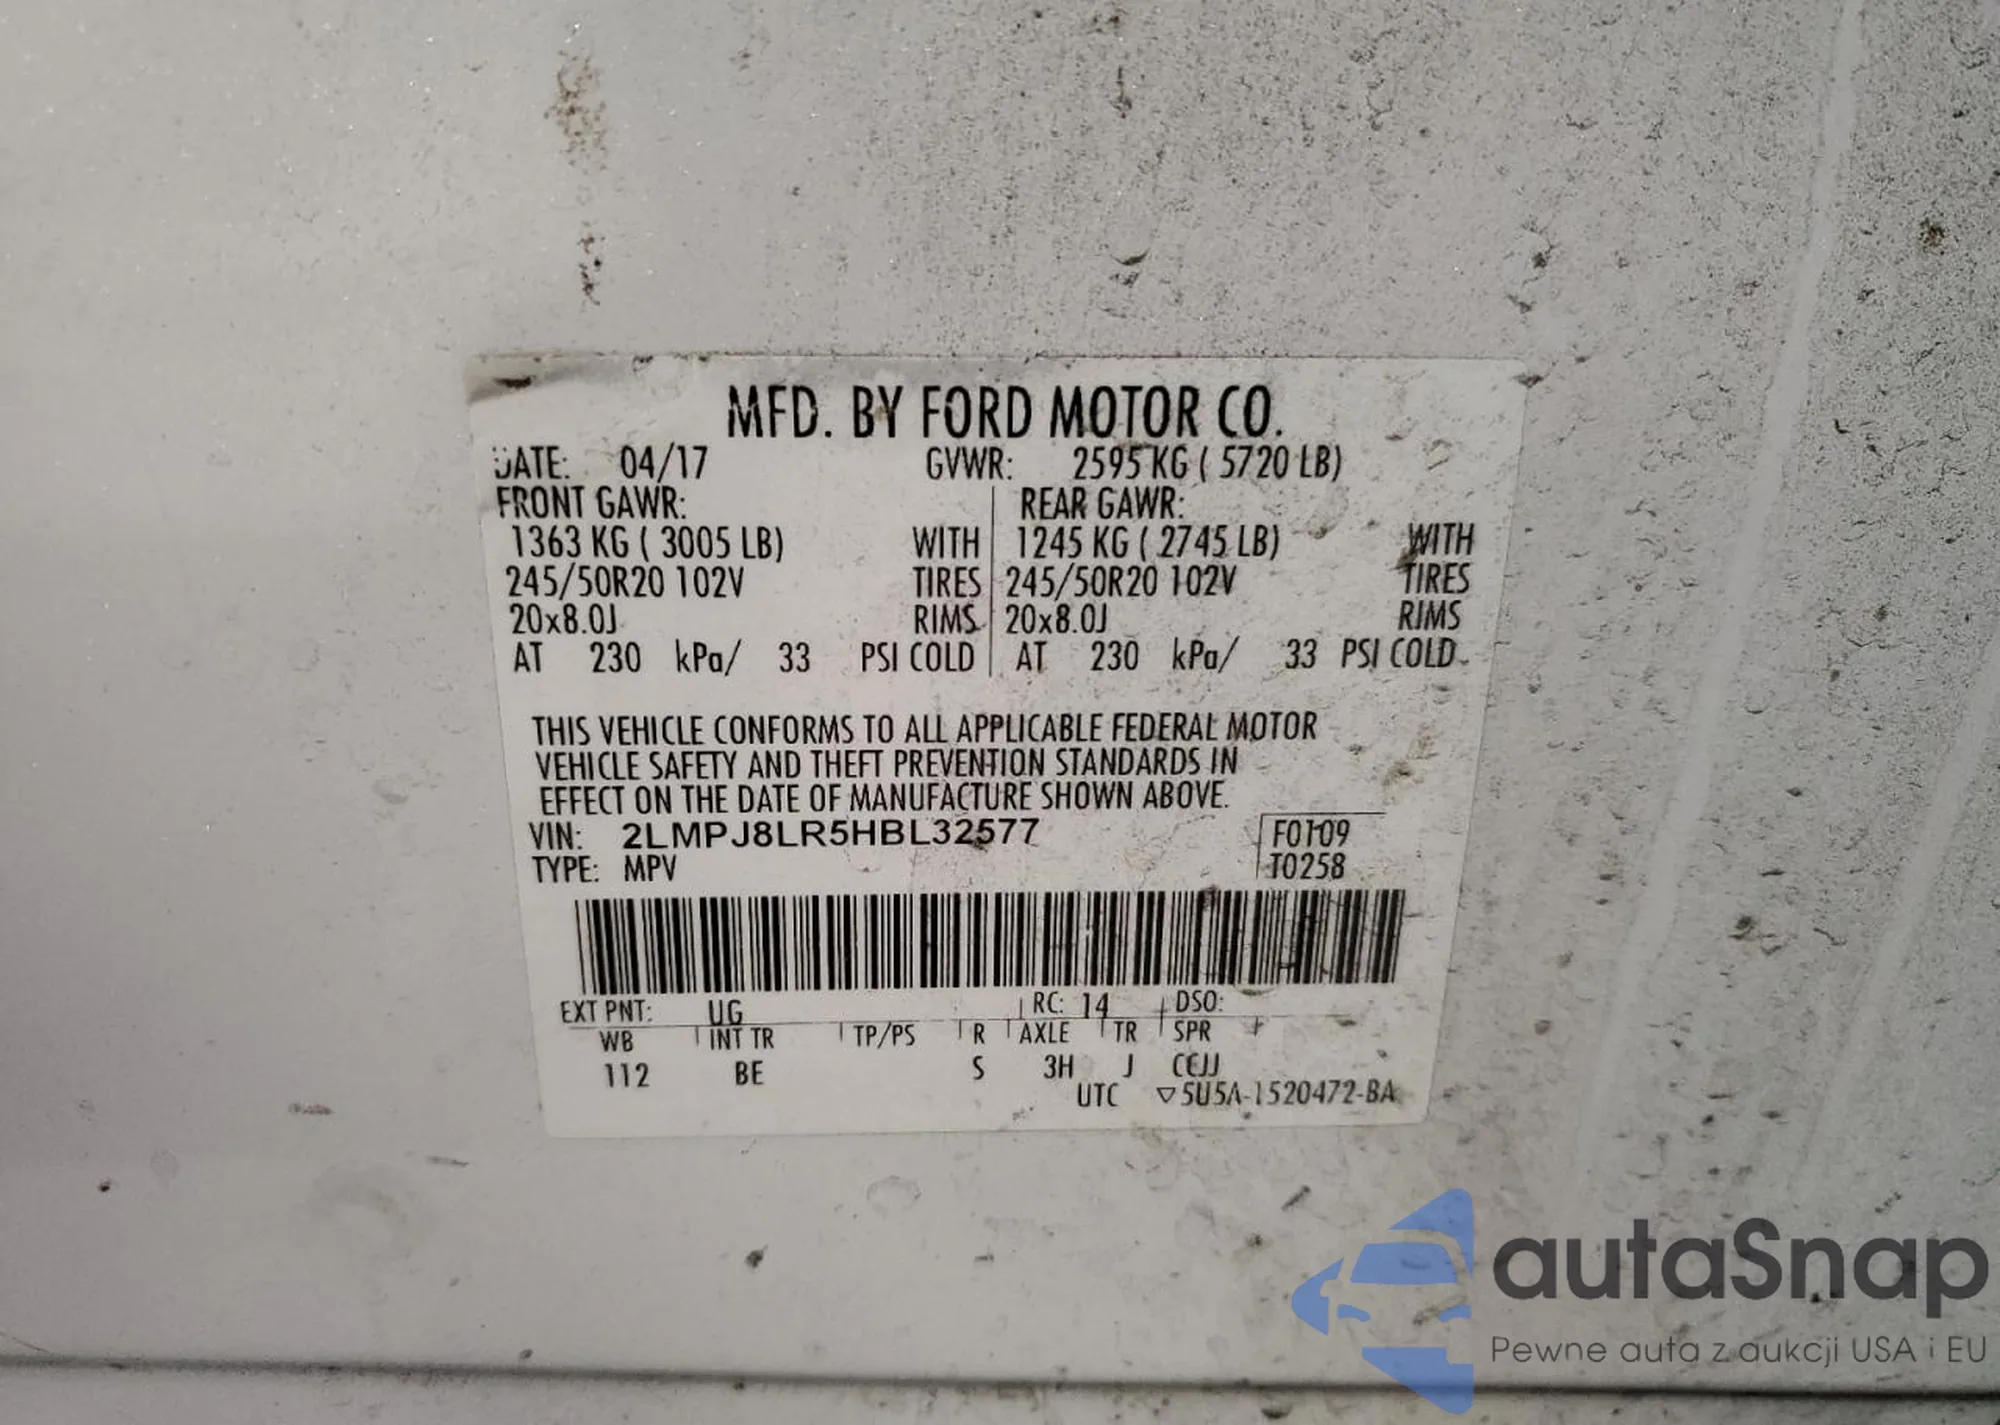 MFD. BY FORD MOTOR CO.
DATE: 04/17 GVWR: 2595 KG ( 5720 LB)
FRONT GAWR: REAR GAWR:
1363 KG ( 3005 LB) WITH 1245 KG ( 2745 LB) WITH
245/50R20 102V TIRES 245/50R20 102V TIRES
20x8.0J RIMS 20x8.0J RIMS
AT 230 kPa/ 33 PSI COLD AT 230 kPa/ 33 PSI COLD
THIS VEHICLE CONFORMS TO ALL APPLICABLE FEDERAL MOTOR
VEHICLE SAFETY AND THEFT PREVENTION STANDARDS IN
EFFECT ON THE DATE OF MANUFACTURE SHOWN ABOVE.
VIN: 2LMPJ8LR5HBL32577 F0109
TYPE: MPV T0258
EXT PNT: UG RC: 14 DSO:
WB INT TR TP/PS R AXLE TR SPR
112 BE S 3H J CEJJ
UTC ▽5U5A-1520472-BA
autaSnap
Pewne auta z aukcji USA i EU